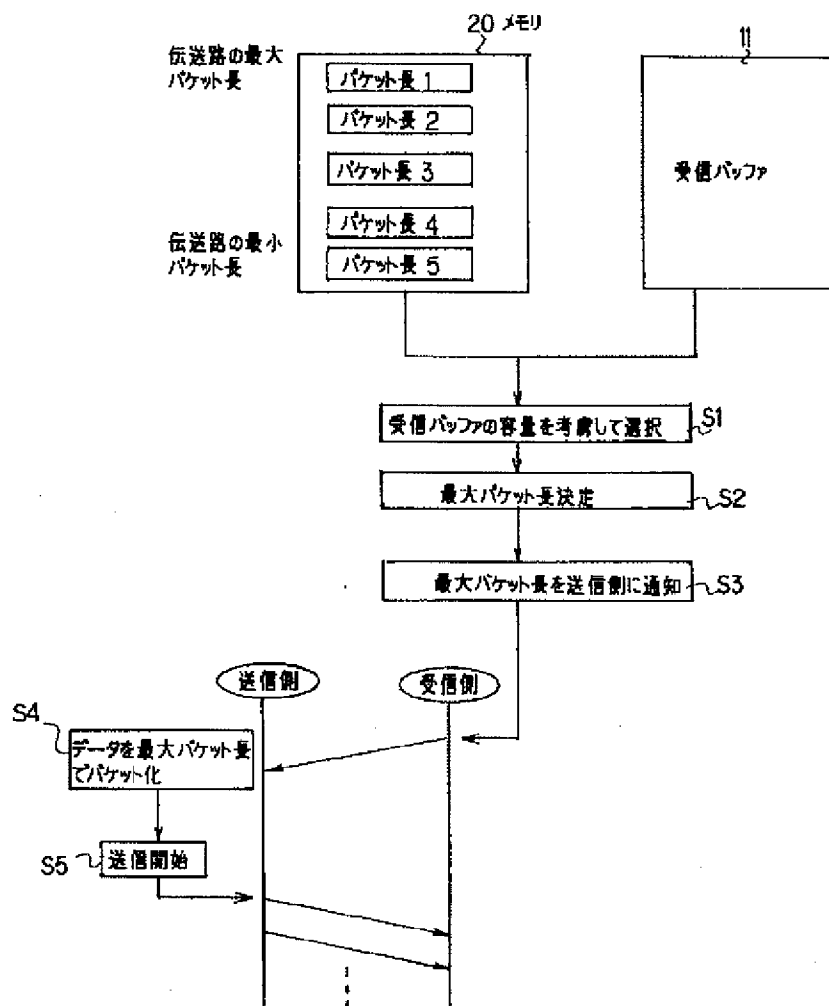 20 メモリ
11
伝送路の最大
パケット長
パケット長 1
パケット長 2
パケット長 3
パケット長 4
伝送路の最小
パケット長
パケット長 5
受信バッファ
受信バッファの容量を考慮して選択
S1
最大パケット長決定
S2
最大パケット長を送信側に通知
S3
送信側
受信側
S4
データを最大パケット長
でパケット化
S5
送信開始